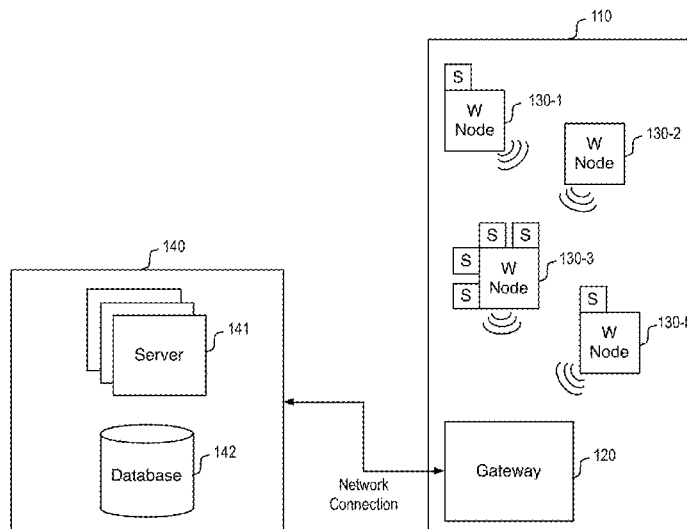 110
S
W
Node
130-1
W
Node
130-2
S
S
S
W
Node
S
130-3
S
W
Node
140
Server
141
Database
142
Network
Connection
Gateway
120